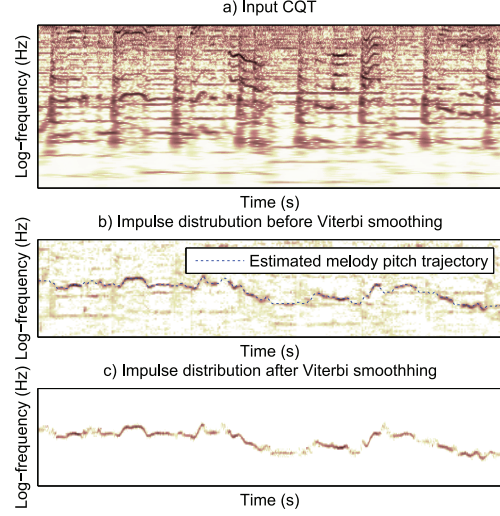 a) Input CQT
Log-frequency (Hz)
Time (s)
b) Impulse distrubution before Viterbi smoothing
Log-frequency (Hz)
Estimated melody pitch trajectory
Time (s)
c) Impulse distribution after Viterbi smoothhing
Log-frequency (Hz)
Time (s)